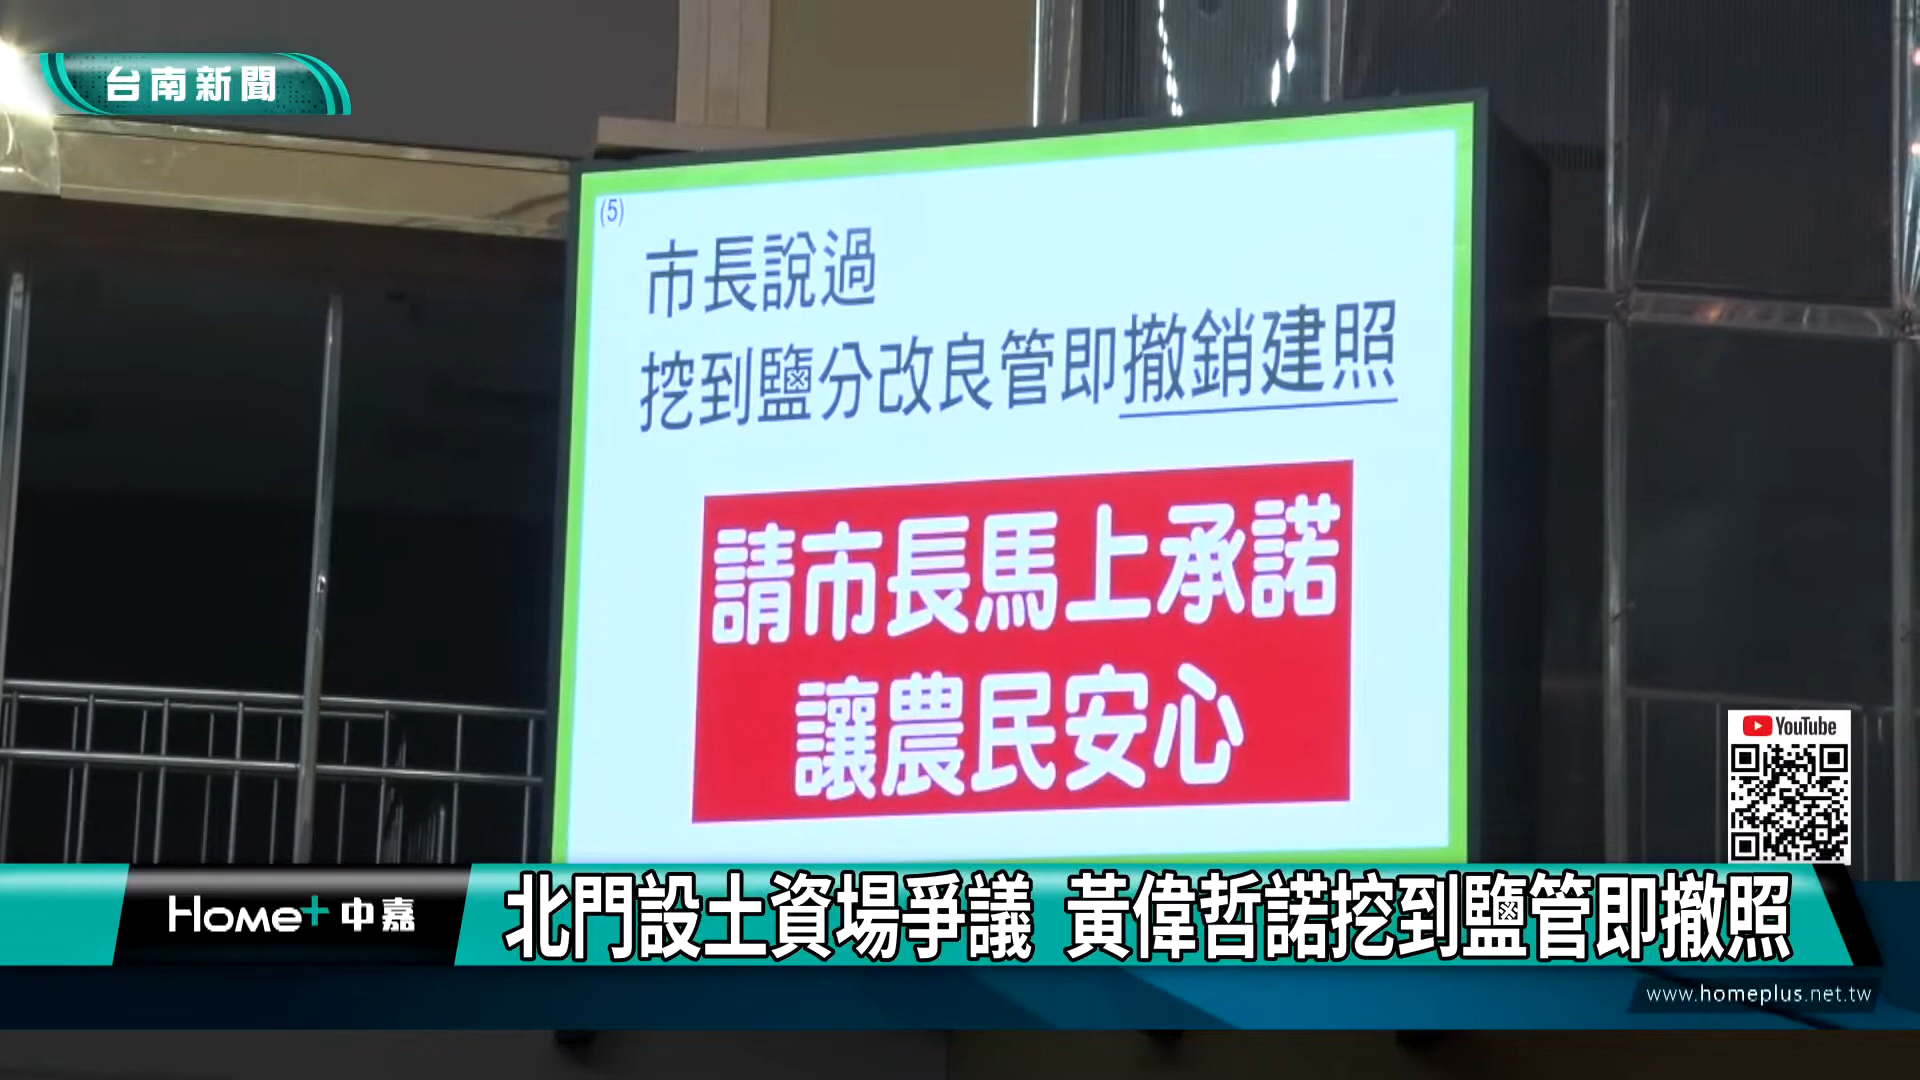 台南新聞
(5)
市長說過
挖到鹽分改良管即撤銷建照
請市長馬上承諾
讓農民安心
YouTube
Home+中嘉
北門設土資場爭議 黃偉哲諾挖到鹽管即撤照
www.homeplus.net.tw